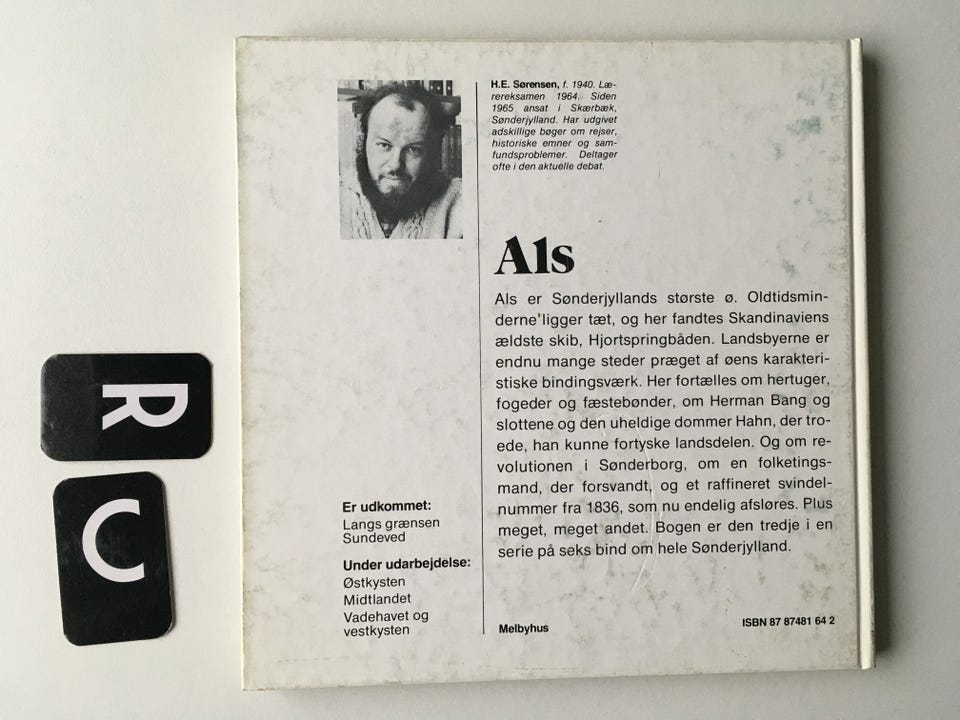 H.E. Sørensen, f. 1940. Læ-
rereksamen 1964. Siden
1965 ansat i Skærbæk,
Sønderjylland. Har udgivet
adskillige bøger om rejser,
historiske emner og sam-
fundsproblemer. Deltager
ofte i den aktuelle debat.
Als
Als er Sønderjyllands største ø. Oldtidsmin-
derne ligger tæt, og her fandtes Skandinaviens
ældste skib, Hjortspringbåden. Landsbyerne er
endnu mange steder præget af øens karakteri-
stiske bindingsværk. Her fortælles om hertuger,
fogeder og fæstebønder, om Herman Bang og
slottene og den uheldige dommer Hahn, der tro-
ede, han kunne fortyske landsdelen. Og om re-
volutionen i Sønderborg, om en folketings-
mand, der forsvandt, og et raffineret svindel-
nummer fra 1836, som nu endelig afsløres. Plus
meget, meget andet. Bogen er den tredje i en
serie på seks bind om hele Sønderjylland.
Er udkommet:
Langs grænsen
Sundeved
Under udarbejdelse:
Østkysten
Midtlandet
Vadehavet og
vestkysten
Melbyhus
ISBN 87 87481 64 2
R
C